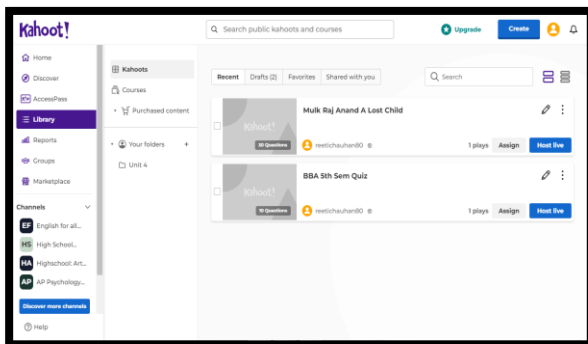 Kahoot!
Search public kahoots and courses
Upgrade
Create
Home
Discover
AccessPass
Library
Reports
Groups
Marketplace
Channels
EF English for all...
HS High School...
HA Highschool: Art...
AP AP Psychology...
Discover more channels
Help
Kahoots
Courses
Purchased content
Your folders +
Unit 4
Recent Drafts (2) Favorites Shared with you
Search
Kahoot!
Mulk Raj Anand A Lost Child
20 Questions
reetichauhan80
1 plays Assign Host live
Kahoot!
BBA 5th Sem Quiz
reetichauhan80
1 plays Assign Host live